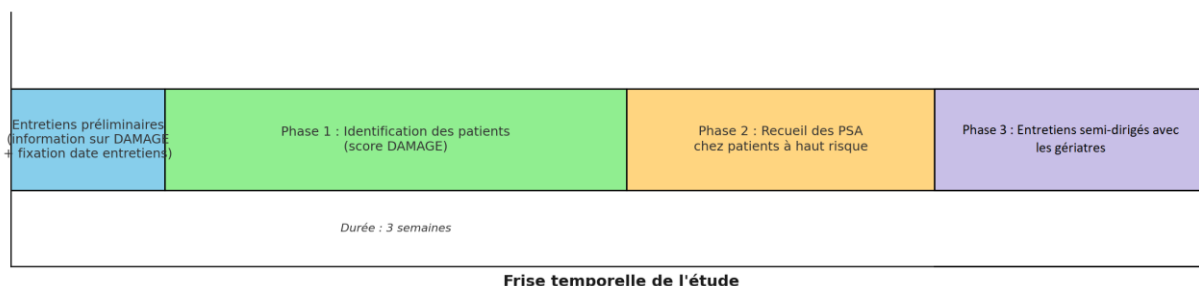 Entretiens préliminaires
(information sur DAMAGE
+ fixation date entretiens)
Phase 1 : Identification des patients
(score DAMAGE)
Phase 2 : Recueil des PSA
chez patients à haut risque
Phase 3 : Entretiens semi-dirigés avec
les gériatres
Durée : 3 semaines
Frise temporelle de l'étude